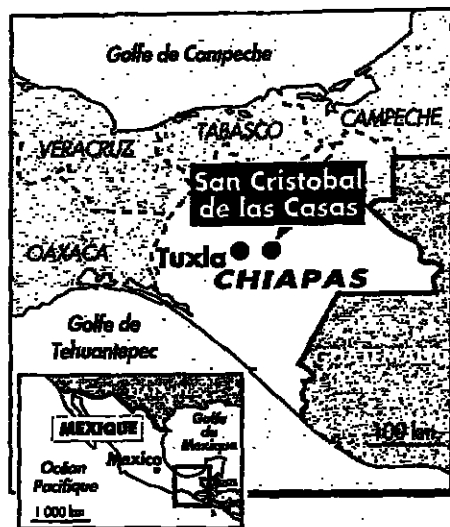 Golfe de Campeche
CAMPECHE
TABASCO
VERACRUZ
San Cristobal
de las Casas
OAXACA
Tuxla
CHIAPAS
Golfe de
Tehuantepec
100 km
MEXIQUE
Golfe
du
Mexique
Mexico
Océan
Pacifique
1 000 km